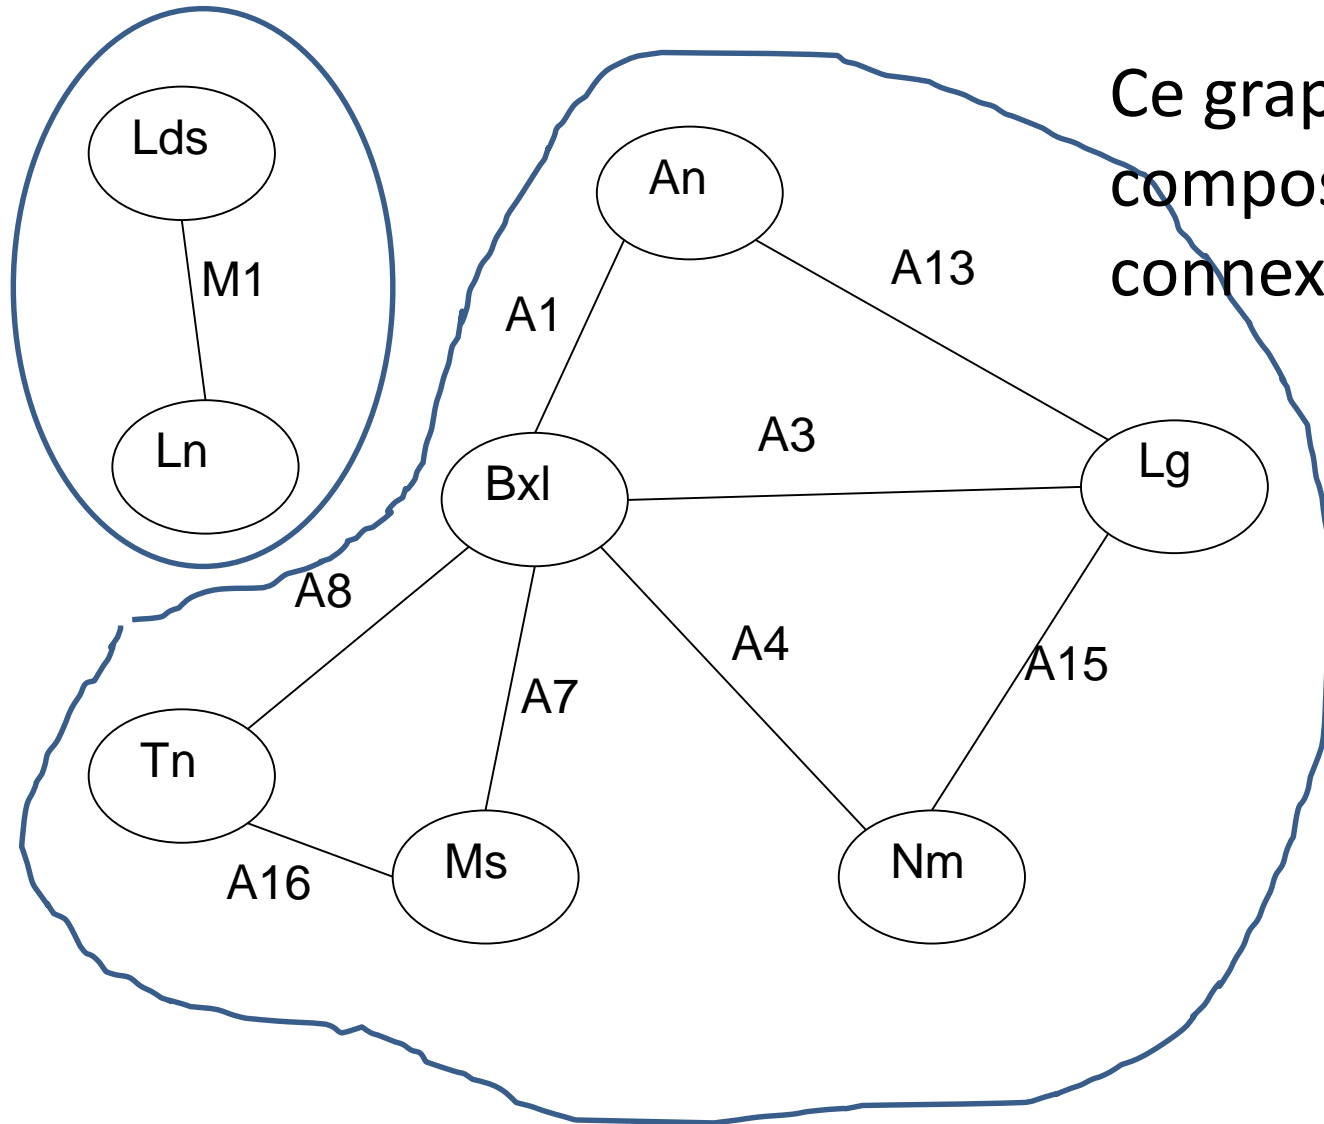 Ce grap
compos
connex
Lds
M1
Ln
An
A13
A1
A3
Lg
Bxl
A8
A4
A15
A7
Tn
Ms
Nm
A16